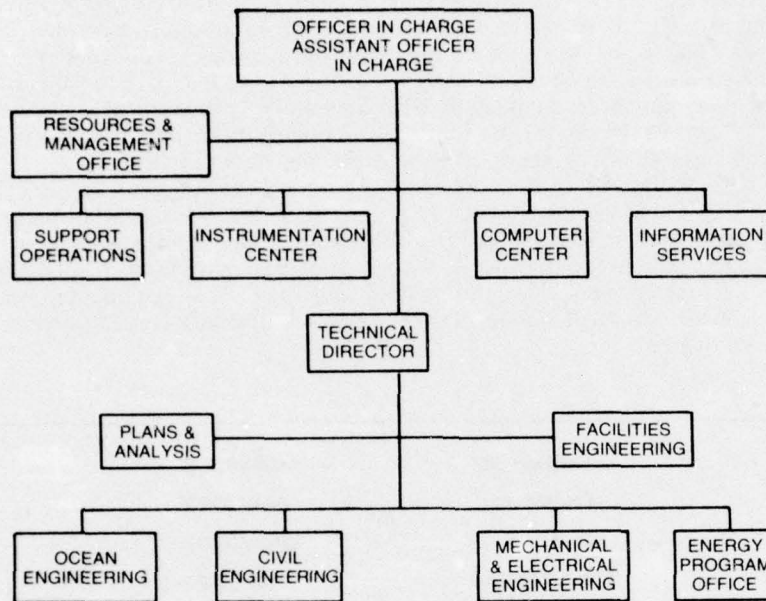 OFFICER IN CHARGE
ASSISTANT OFFICER
IN CHARGE
RESOURCES &
MANAGEMENT
OFFICE
SUPPORT
OPERATIONS
INSTRUMENTATION
CENTER
COMPUTER
CENTER
INFORMATION
SERVICES
TECHNICAL
DIRECTOR
PLANS &
ANALYSIS
FACILITIES
ENGINEERING
OCEAN
ENGINEERING
CIVIL
ENGINEERING
MECHANICAL
& ELECTRICAL
ENGINEERING
ENERGY
PROGRAM
OFFICE